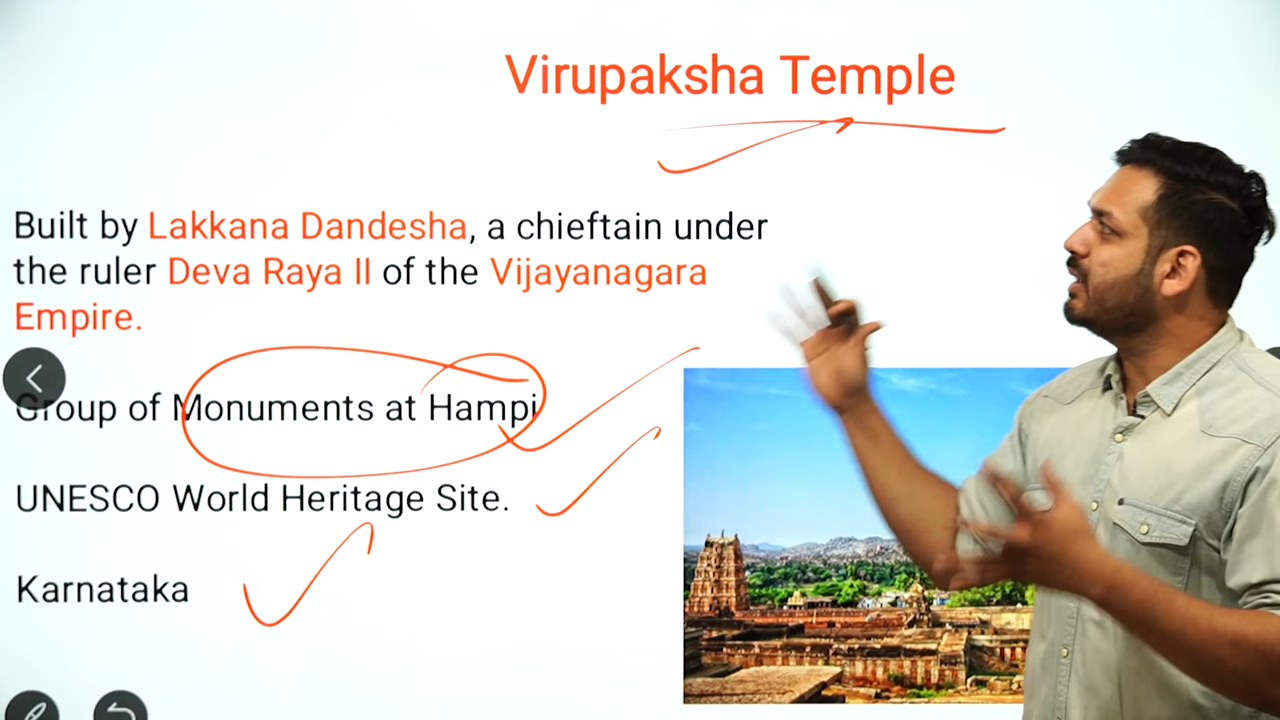 Virupaksha Temple
Built by Lakkana Dandesha, a chieftain under
the ruler Deva Raya II of the Vijayanagara
Empire.
Group of Monuments at Hampi
UNESCO World Heritage Site.
Karnataka